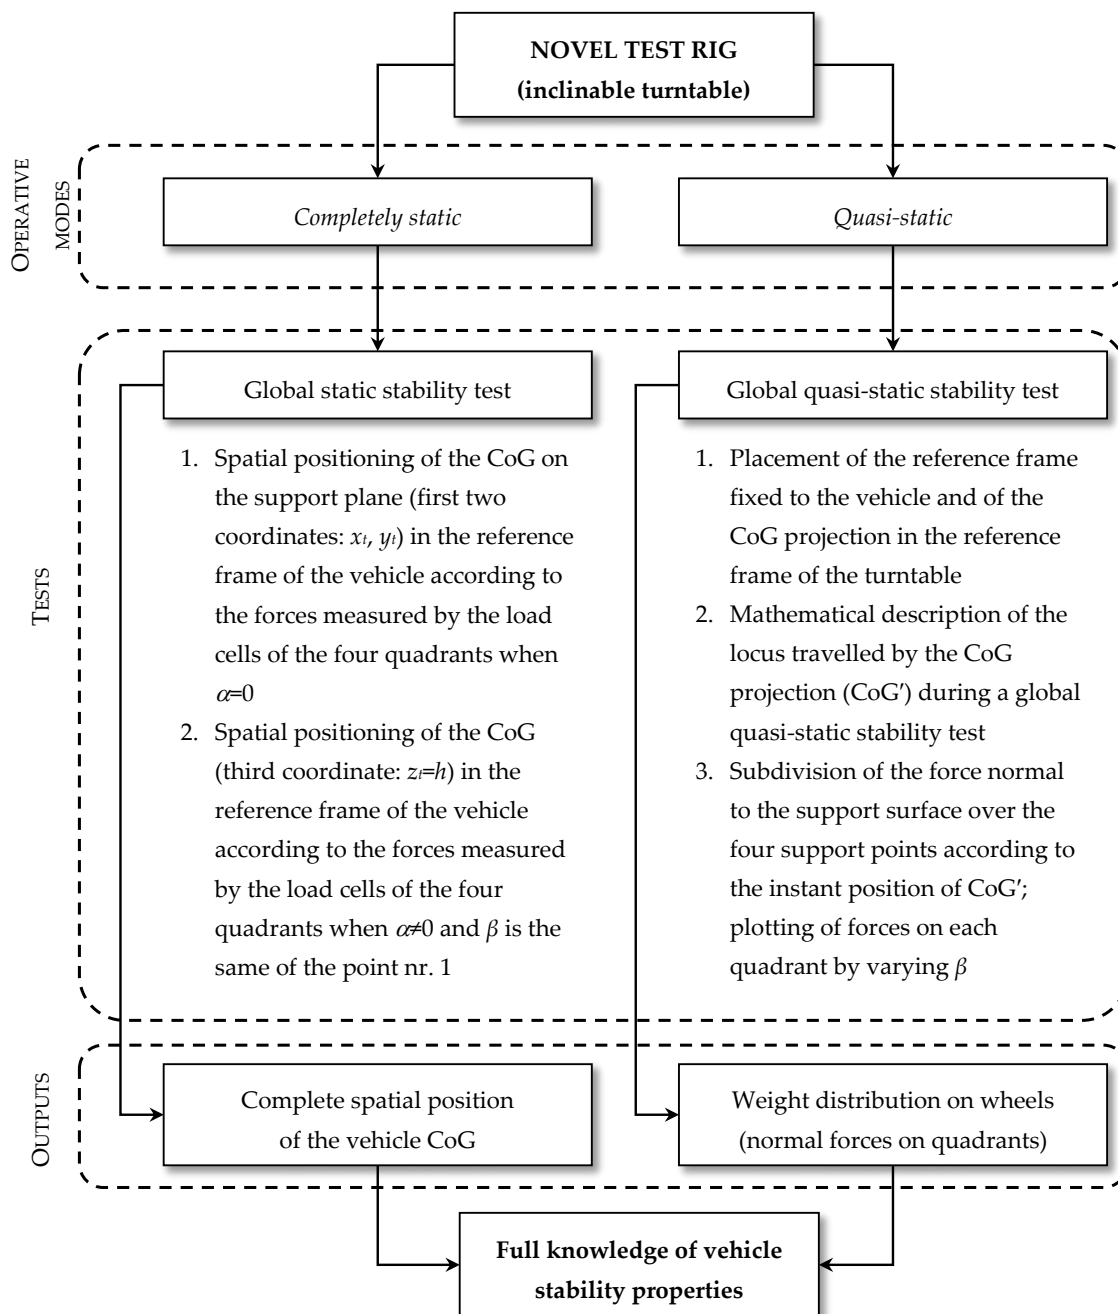 NOVEL TEST RIG
(inclinable turntable)
OPERATIVE
MODES
Completely static
Quasi-static
TESTS
Global static stability test
1. Spatial positioning of the CoG on
the support plane (first two
coordinates: xt, yt) in the reference
frame of the vehicle according to
the forces measured by the load
cells of the four quadrants when
α=0
2. Spatial positioning of the CoG
(third coordinate: zt=h) in the
reference frame of the vehicle
according to the forces measured
by the load cells of the four
quadrants when α≠0 and β is the
same of the point nr. 1
Global quasi-static stability test
1. Placement of the reference frame
fixed to the vehicle and of the
CoG projection in the reference
frame of the turntable
2. Mathematical description of the
locus travelled by the CoG
projection (CoG’) during a global
quasi-static stability test
3. Subdivision of the force normal
to the support surface over the
four support points according to
the instant position of CoG’;
plotting of forces on each
quadrant by varying β
OUTPUTS
Complete spatial position
of the vehicle CoG
Weight distribution on wheels
(normal forces on quadrants)
Full knowledge of vehicle
stability properties